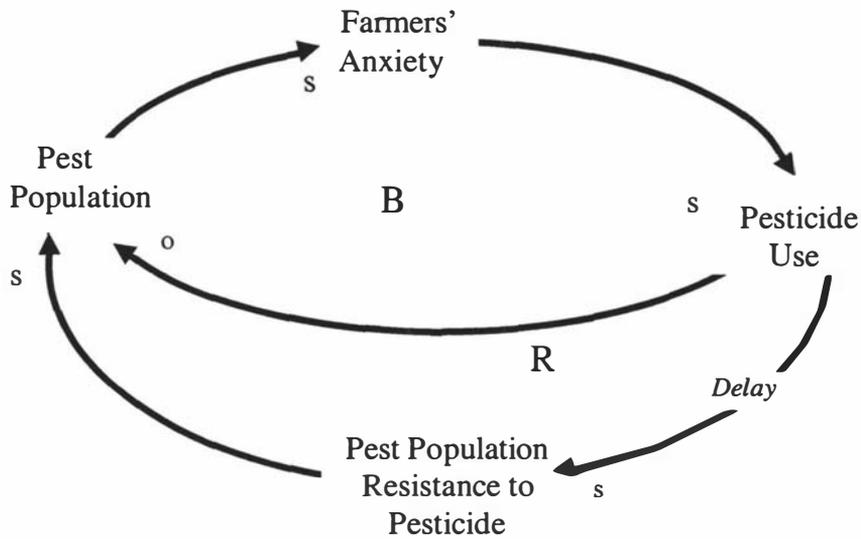 Farmers'
Anxiety
s
Pest
Population
B
s
Pesticide
Use
o
s
R
Delay
Pest Population
Resistance to
Pesticide
s